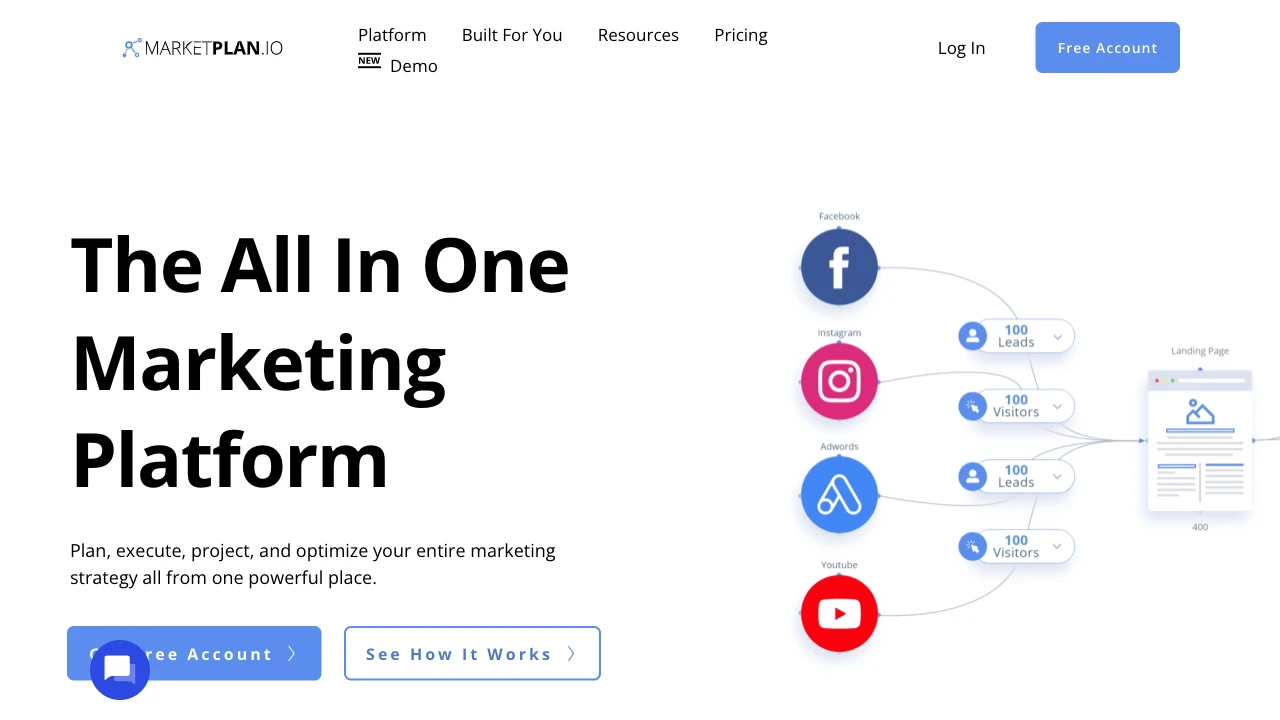 MARKETPLAN.IO
Platform Built For You Resources Pricing
NEW Demo
Log In
Free Account
The All In One
Marketing
Platform
Plan, execute, project, and optimize your entire marketing
strategy all from one powerful place.
Account
See How It Works
Facebook
Instagram
Adwords
Youtube
100
Leads
100
Visitors
100
Leads
100
Visitors
Landing Page
400